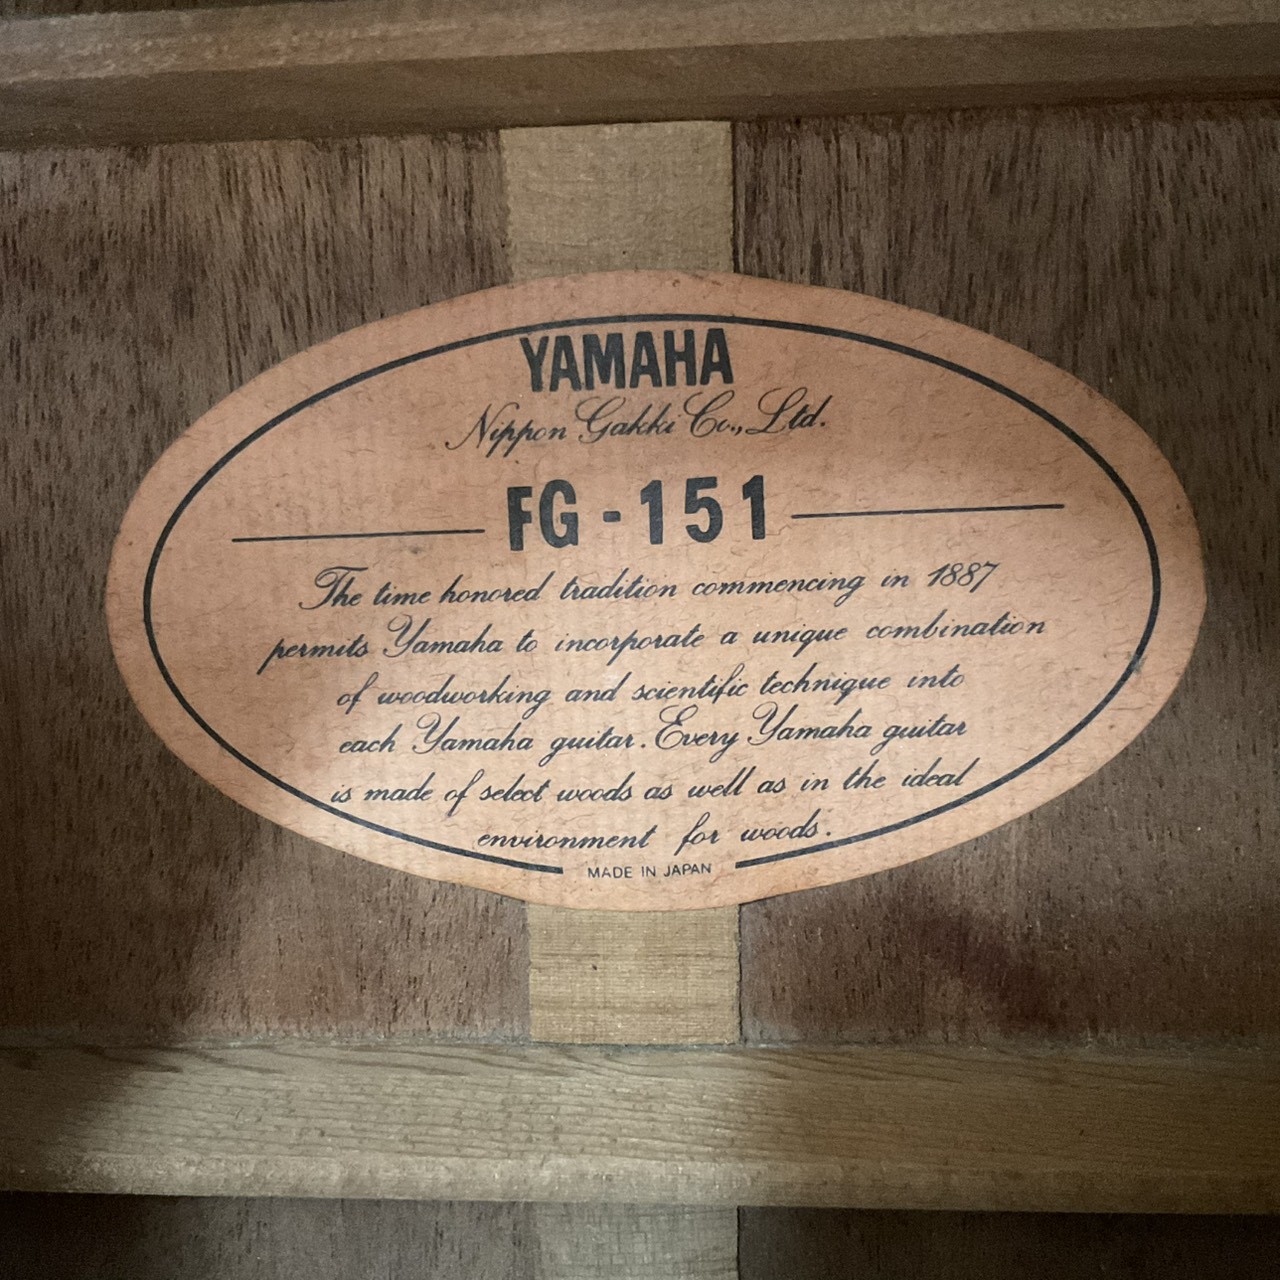 YAMAHA
Nippon Gakki Co., Ltd.
FG-151
The time honored tradition commencing in 1887
permits Yamaha to incorporate a unique combination
of woodworking and scientific technique into
each Yamaha guitar. Every Yamaha guitar
is made of select woods as well as in the ideal
environment for woods.
MADE IN JAPAN